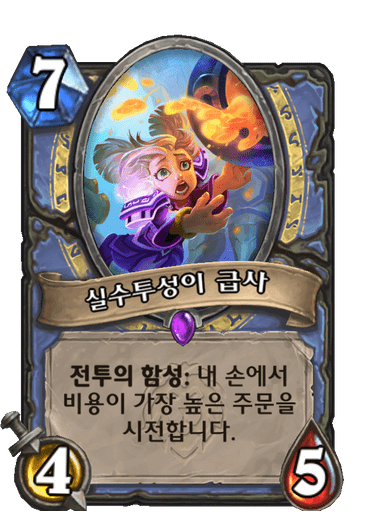 7
실수투성이 급사
전투의 함성: 내 손에서
비용이 가장 높은 주문을
시전합니다.
4
5